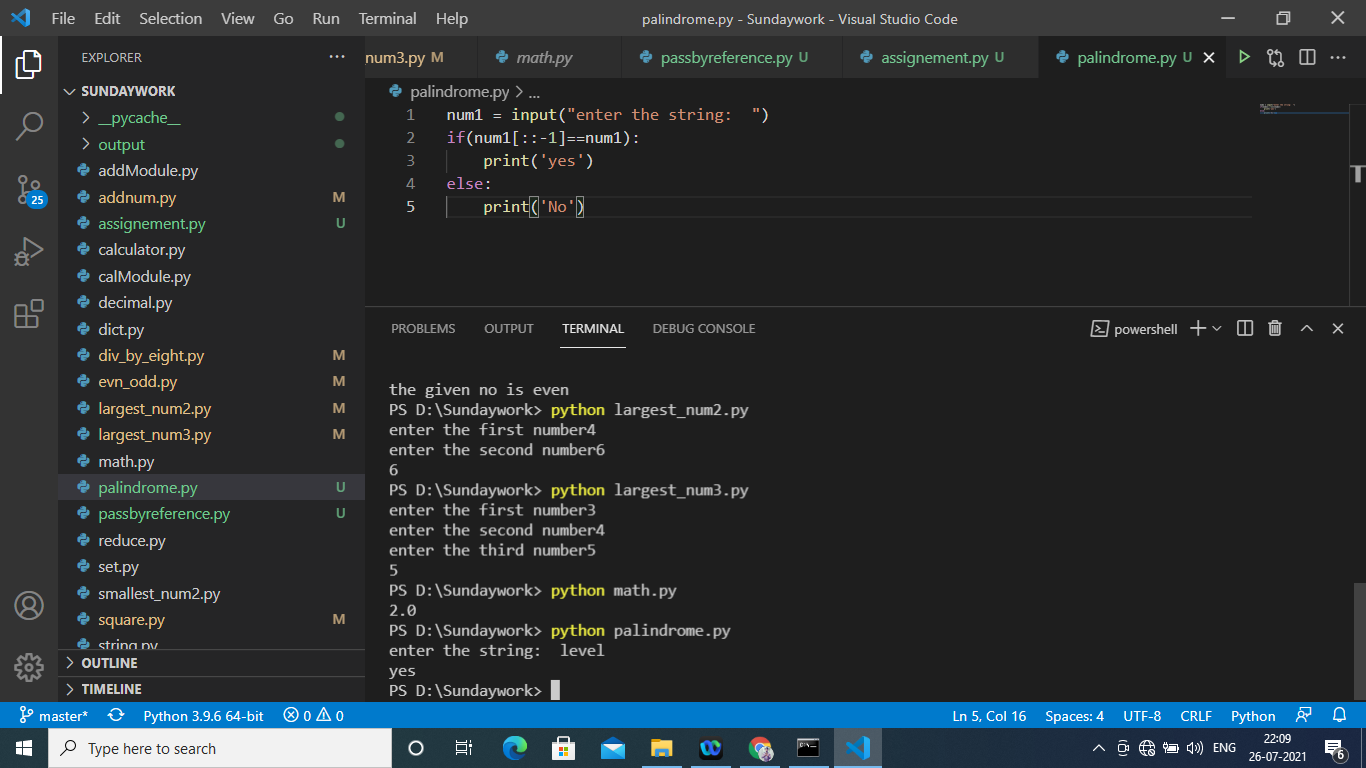 File Edit Selection View Go Run Terminal Help
palindrome.py - Sundaywork - Visual Studio Code
EXPLORER
num3.py M
math.py
passbyreference.py U
assignement.py U
palindrome.py U
SUNDAYWORK
__pycache__
output
addModule.py
addnum.py M
assignement.py U
calculator.py
calModule.py
decimal.py
dict.py
div_by_eight.py M
evn_odd.py M
largest_num2.py M
largest_num3.py M
math.py
palindrome.py U
passbyreference.py U
reduce.py
set.py
smallest_num2.py
square.py M
string.py
OUTLINE
TIMELINE
25
palindrome.py > ...
1 num1 = input("enter the string:  ")
2 if(num1[::-1]==num1):
3     print('yes')
4 else:
5     print('No')
PROBLEMS OUTPUT TERMINAL DEBUG CONSOLE
powershell
the given no is even
PS D:\Sundaywork> python largest_num2.py
enter the first number4
enter the second number6
6
PS D:\Sundaywork> python largest_num3.py
enter the first number3
enter the second number4
enter the third number5
5
PS D:\Sundaywork> python math.py
2.0
PS D:\Sundaywork> python palindrome.py
enter the string:  level
yes
PS D:\Sundaywork>
master* Python 3.9.6 64-bit 0 0 Ln 5, Col 16 Spaces: 4 UTF-8 CRLF Python
Type here to search
ENG
22:09
26-07-2021
6